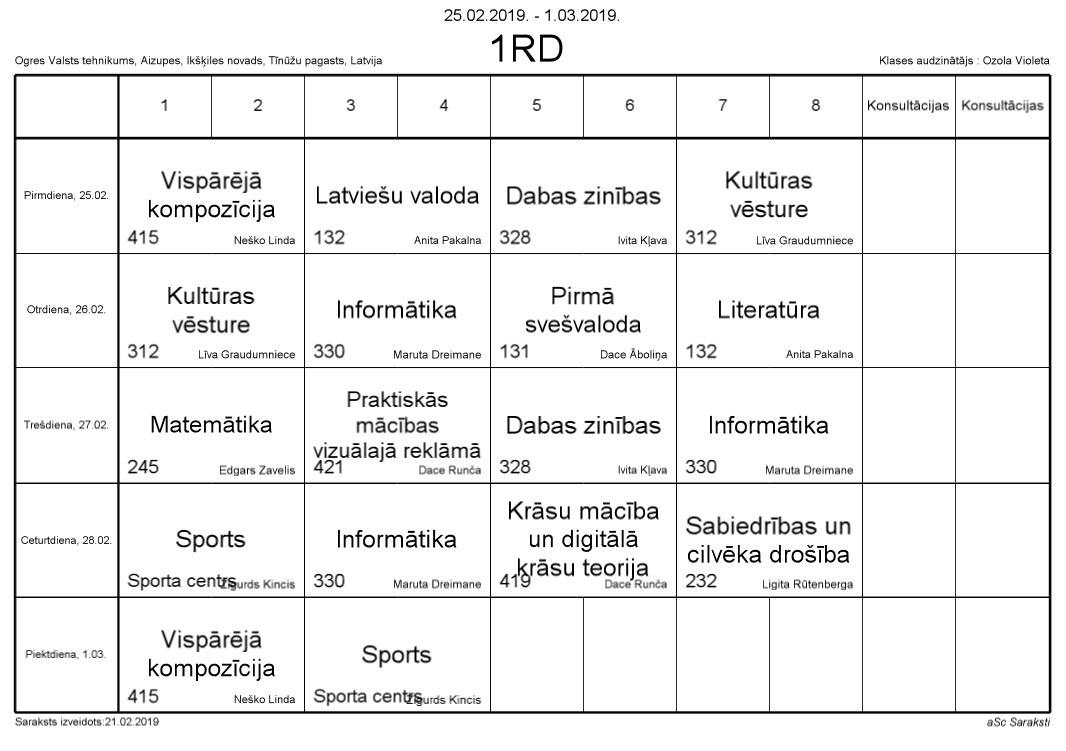 25.02.2019. - 1.03.2019.
1RD
Ogres Valsts tehnikums, Aizupes, Ikšķiles novads, Tīnūžu pagasts, Latvija
Klases audzinātājs : Ozola Violeta
1 2 3 4 5 6 7 8 Konsultācijas Konsultācijas
Pirmdiena, 25.02.
Vispārējā
kompozīcija
415 Neško Linda
Latviešu valoda
132 Anita Pakalna
Dabas zinības
328 Ivita Kļava
Kultūras
vēsture
312 Līva Graudumniece
Otrdiena, 26.02.
Kultūras
vēsture
312 Līva Graudumniece
Informātika
330 Maruta Dreimane
Pirmā
svešvaloda
131 Dace Āboliņa
Literatūra
132 Anita Pakalna
Trešdiena, 27.02.
Matemātika
245 Edgars Zavelis
Praktiskās
mācības
vizuālajā reklāmā
421 Dace Runča
Dabas zinības
328 Ivita Kļava
Informātika
330 Maruta Dreimane
Ceturtdiena, 28.02.
Sports
Sporta centrs Zigurds Kincis
Informātika
330 Maruta Dreimane
Krāsu mācība
un digitālā
krāsu teorija
419 Dace Runča
Sabiedrības un
cilvēka drošība
232 Ligita Rūtenberga
Piektdiena, 1.03.
Vispārējā
kompozīcija
415 Neško Linda
Sports
Sporta centrs Zigurds Kincis
Saraksts izveidots:21.02.2019
aSc Saraksti